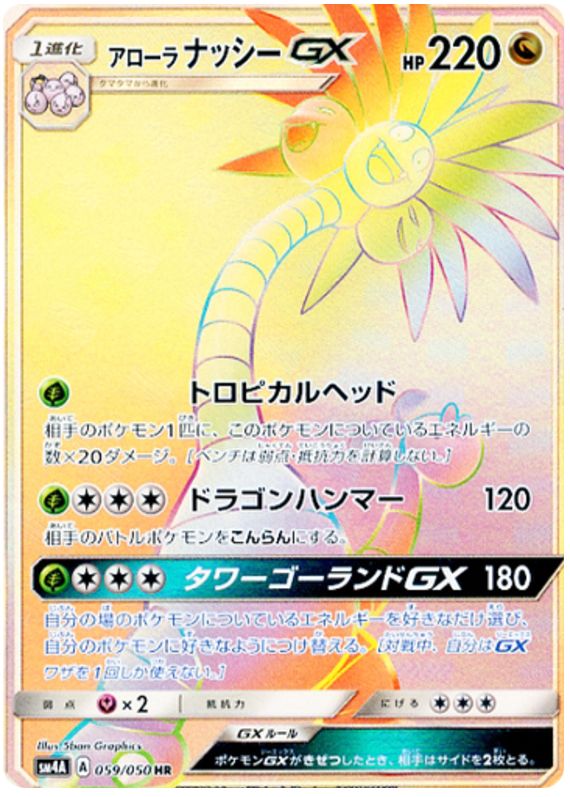 1進化 アローラ ナッシーGX HP 220
タマタマから進化
トロピカルヘッド
相手のポケモン1匹に、このポケモンについているエネルギーの
数×20ダメージ。[ベンチは弱点・抵抗力を計算しない。]
ドラゴンハンマー 120
相手のバトルポケモンをこんらんにする。
タワーゴーランドGX 180
自分の場のポケモンについているエネルギーを好きなだけ選び、
自分のポケモンに好きなようにつけ替える。[対戦中、自分はGX
ワザを1回しか使えない。]
弱点 ×2 抵抗力 にげる
GXルール
Illus. 5ban Graphics
ポケモンGXがきぜつしたとき、相手はサイドを2枚とる。
SM4A A 059/050 HR